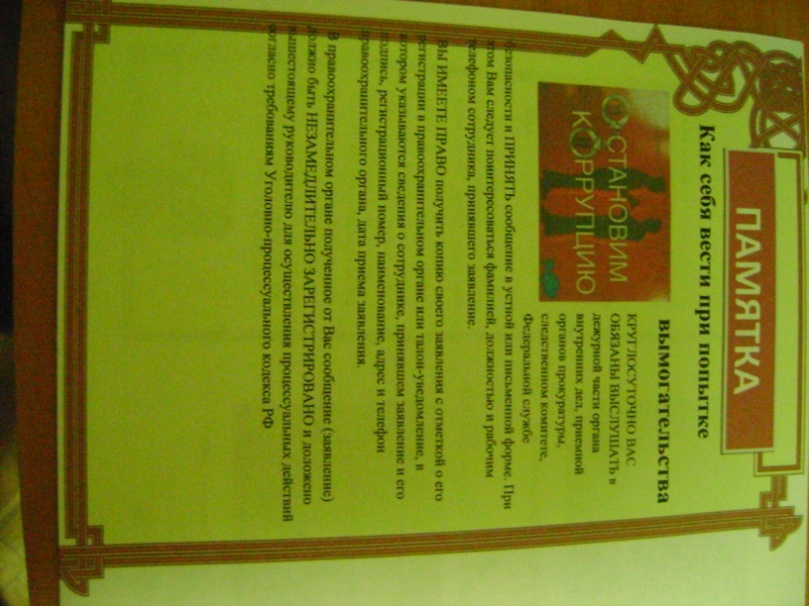 ПАМЯТКА
Как себя вести при попытке
вымогательства
ОСТАНОВИМ
КОРРУПЦИЮ
КРУГЛОСУТОЧНО ВАС
ОБЯЗАНЫ ВЫСЛУШАТЬ в
дежурной части органа
внутренних дел, приемной
органов прокуратуры,
следственном комитете,
Федеральной службе
безопасности и ПРИНЯТЬ сообщение в устной или письменной форме. При
этом Вам следует поинтересоваться фамилией, должностью и рабочим
телефоном сотрудника, принявшего заявление.
ВЫ ИМЕЕТЕ ПРАВО получить копию своего заявления с отметкой о его
регистрации в правоохранительном органе или талон-уведомление, в
котором указываются сведения о сотруднике, принявшем заявление и его
подпись, регистрационный номер, наименование, адрес и телефон
правоохранительного органа, дата приема заявления.
В правоохранительном органе полученное от Вас сообщение (заявление)
должно быть НЕЗАМЕДЛИТЕЛЬНО ЗАРЕГИСТРИРОВАНО и доложено
вышестоящему руководителю для осуществления процессуальных действий
согласно требованиям Уголовно-процессуального кодекса РФ